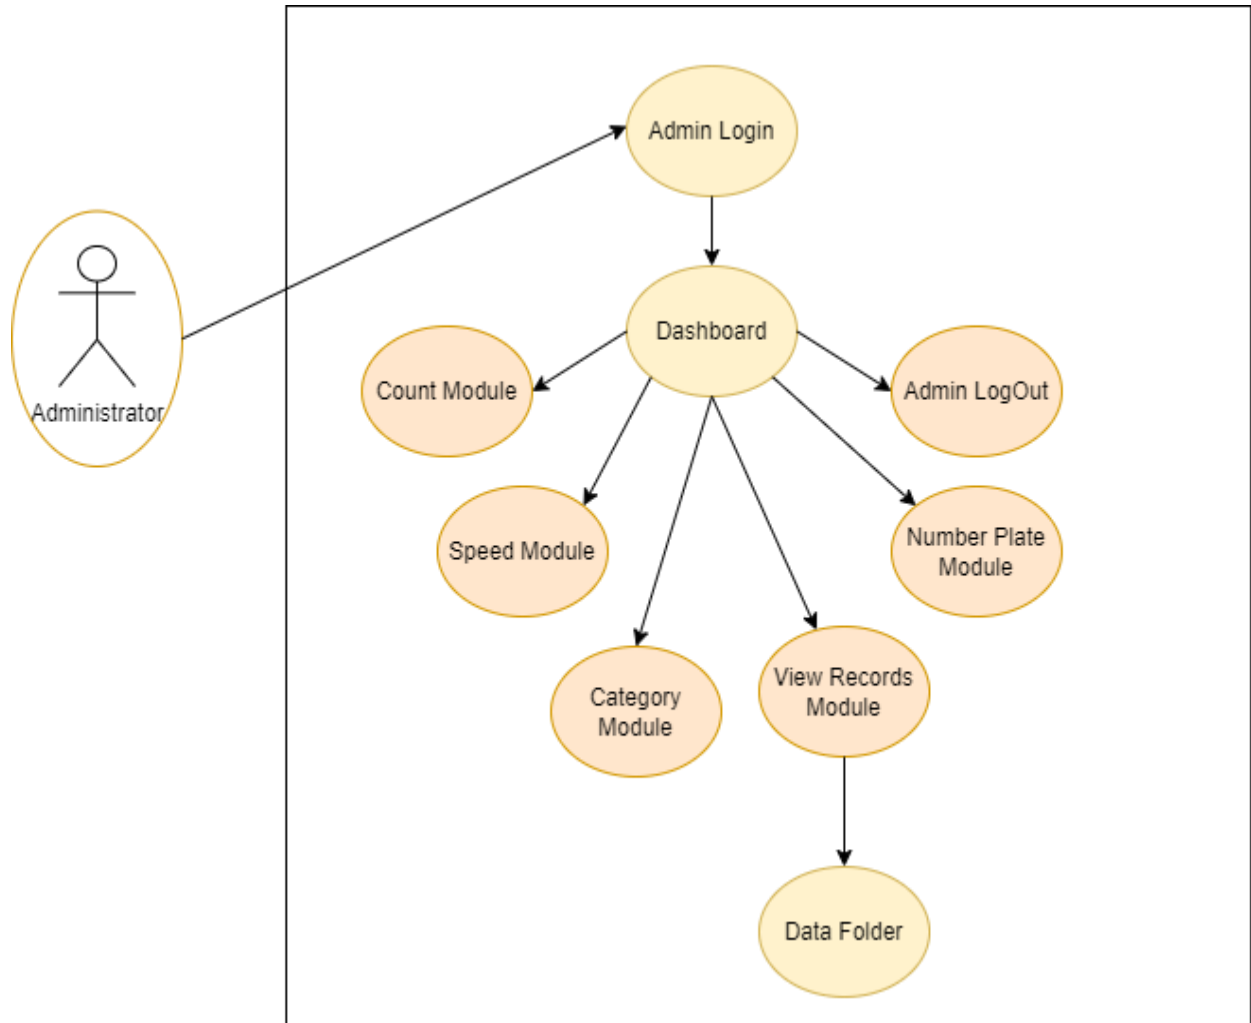 Admin Login
Dashboard
Administrator
Count Module
Admin LogOut
Speed Module
Number Plate
Module
Category
Module
View Records
Module
Data Folder